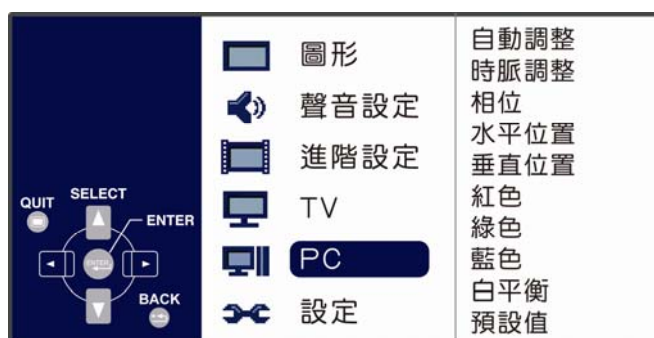 QUIT
SELECT
ENTER
ENTER
BACK
圖形
聲音設定
進階設定
TV
PC
設定
自動調整
時脈調整
相位
水平位置
垂直位置
紅色
綠色
藍色
白平衡
預設值